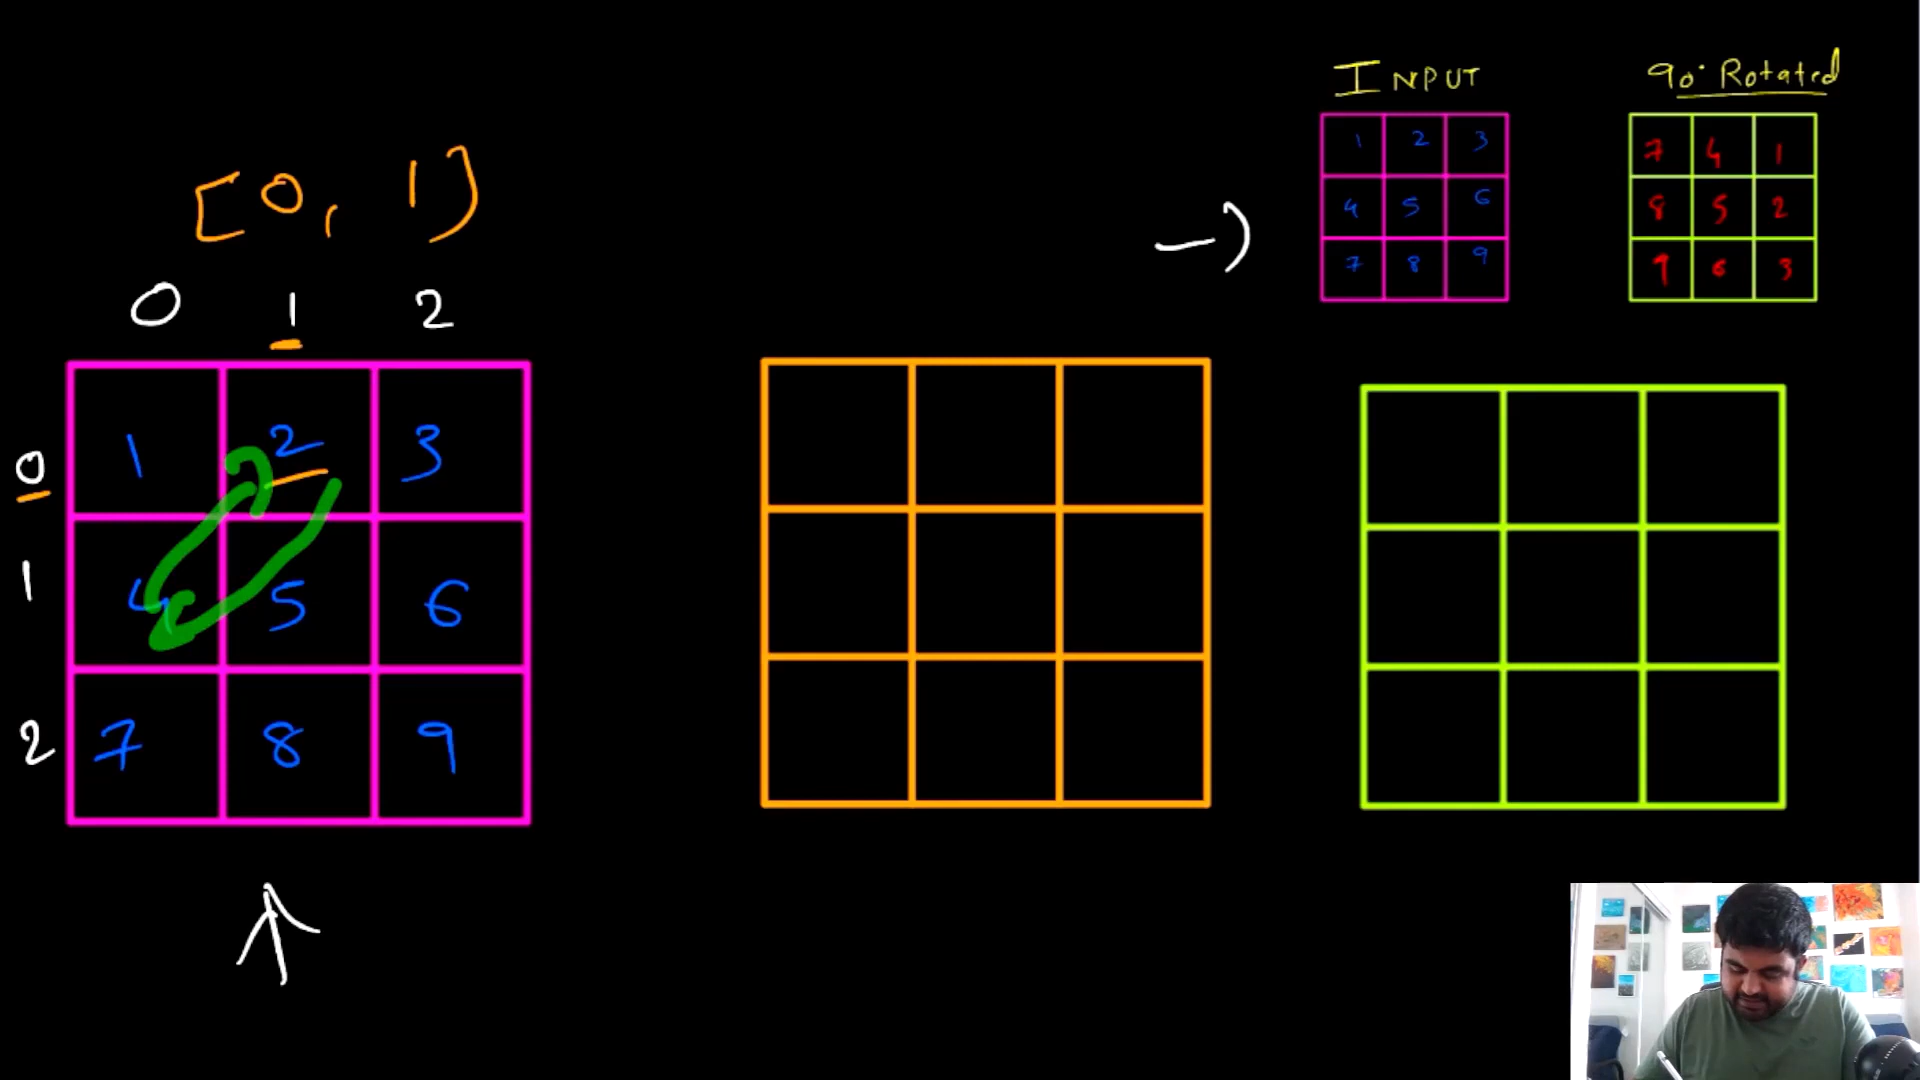 INPUT
90° Rotated
1 2 3
4 5 6
7 8 9
7 4 1
8 5 2
9 6 3
[0, 1]
0 1 2
0 1 2 3
1 4 5 6
2 7 8 9